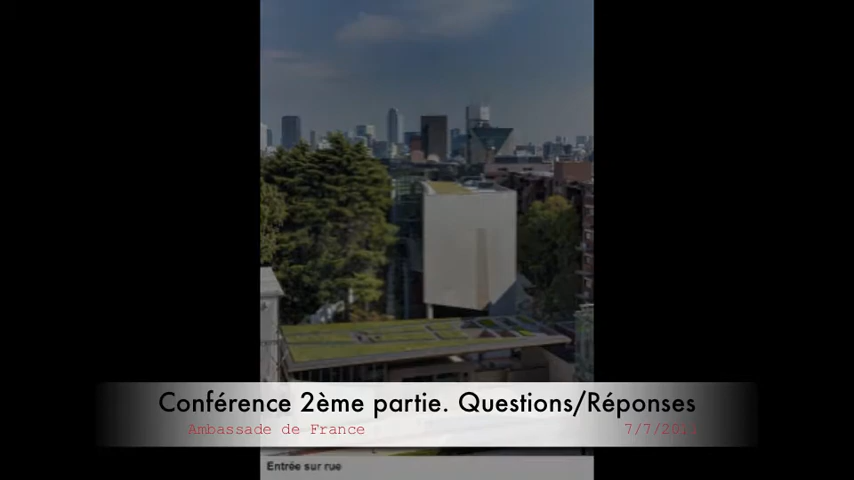 Conférence 2ème partie. Questions/Réponses
Ambassade de France
Entrée sur rue